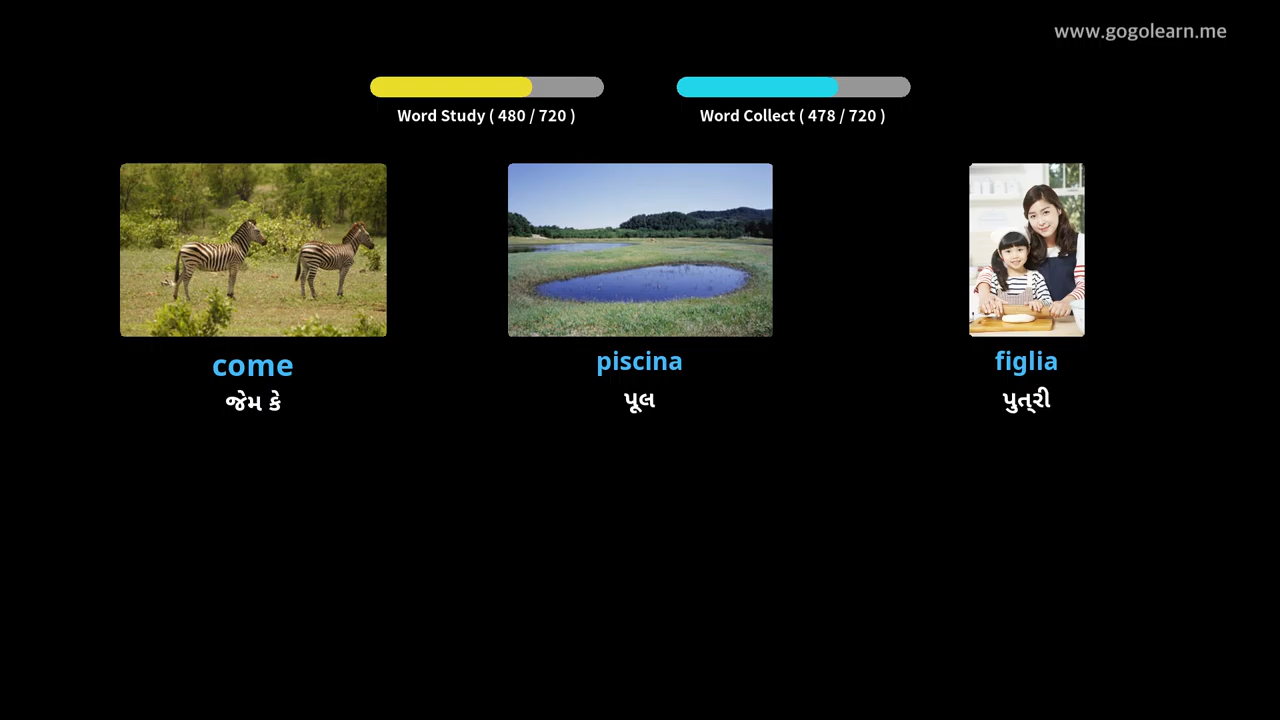 www.gogolearn.me
Word Study ( 480 / 720 )
Word Collect ( 478 / 720 )
come
જેમ કે
piscina
પૂલ
figlia
પુત્રી